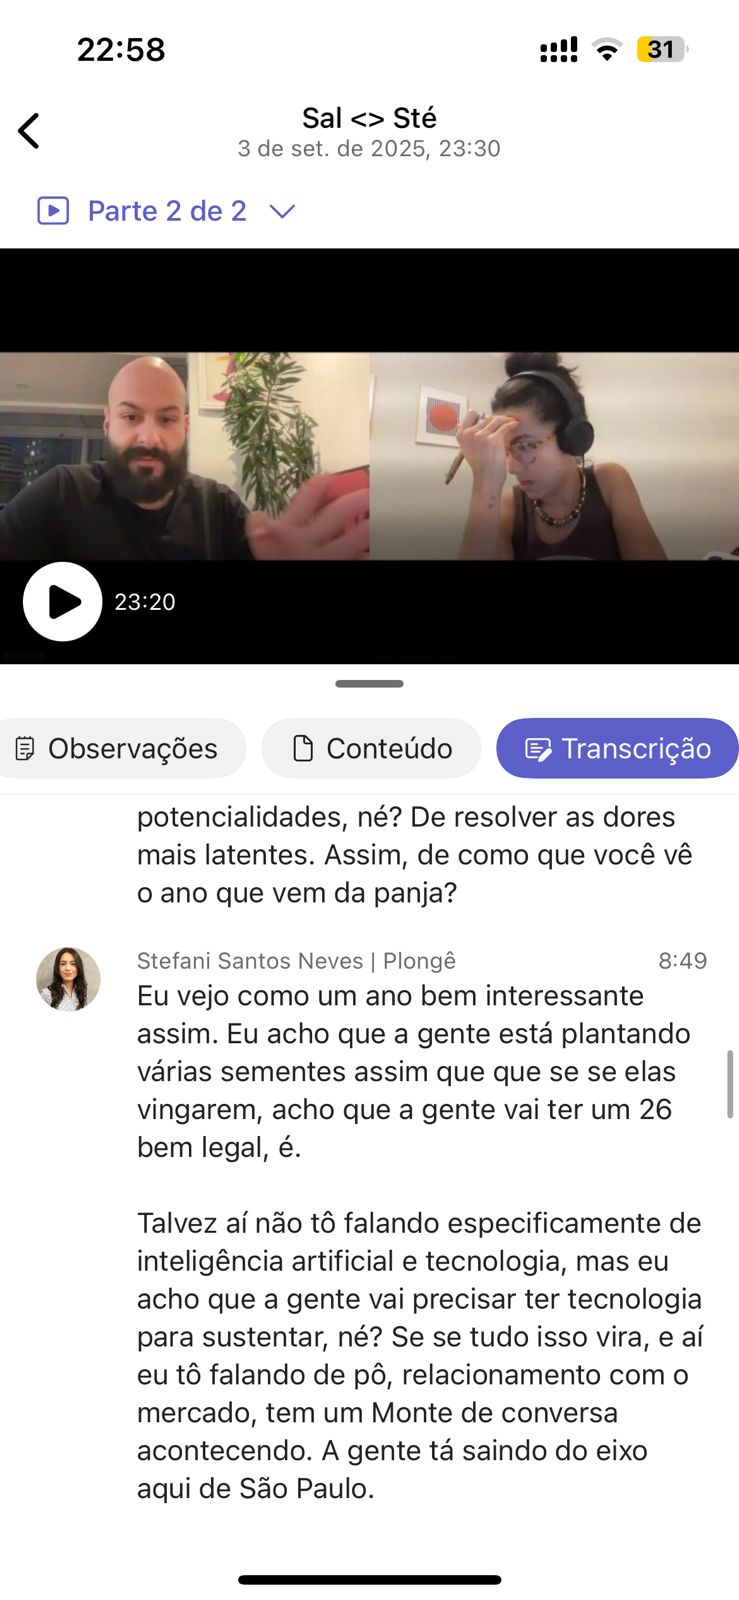 22:58
31
Sal <> Sté
3 de set. de 2025, 23:30
Parte 2 de 2
23:20
Observações
Conteúdo
Transcrição
potencialidades, né? De resolver as dores
mais latentes. Assim, de como que você vê
o ano que vem da panja?
Stefani Santos Neves | Plongê
8:49
Eu vejo como um ano bem interessante
assim. Eu acho que a gente está plantando
várias sementes assim que que se se elas
vingarem, acho que a gente vai ter um 26
bem legal, é.
Talvez aí não tô falando especificamente de
inteligência artificial e tecnologia, mas eu
acho que a gente vai precisar ter tecnologia
para sustentar, né? Se se tudo isso vira, e aí
eu tô falando de pô, relacionamento com o
mercado, tem um Monte de conversa
acontecendo. A gente tá saindo do eixo
aqui de São Paulo.